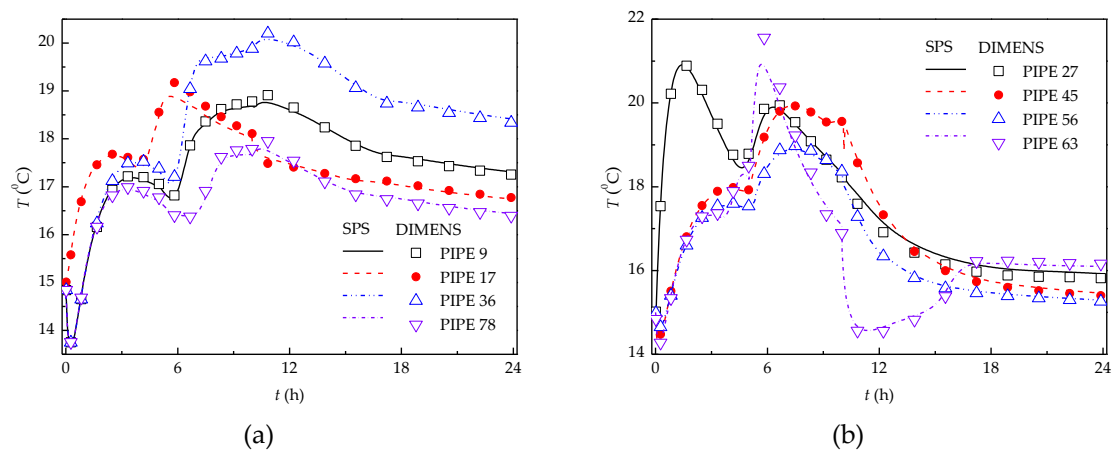 20
19
18
17
16
15
14
T (⁰C)
0 6 12 18 24
t (h)
SPS DIMENS
PIPE 9
PIPE 17
PIPE 36
PIPE 78
(a)
22
20
18
16
14
T (⁰C)
0 6 12 18 24
t (h)
SPS DIMENS
PIPE 27
PIPE 45
PIPE 56
PIPE 63
(b)